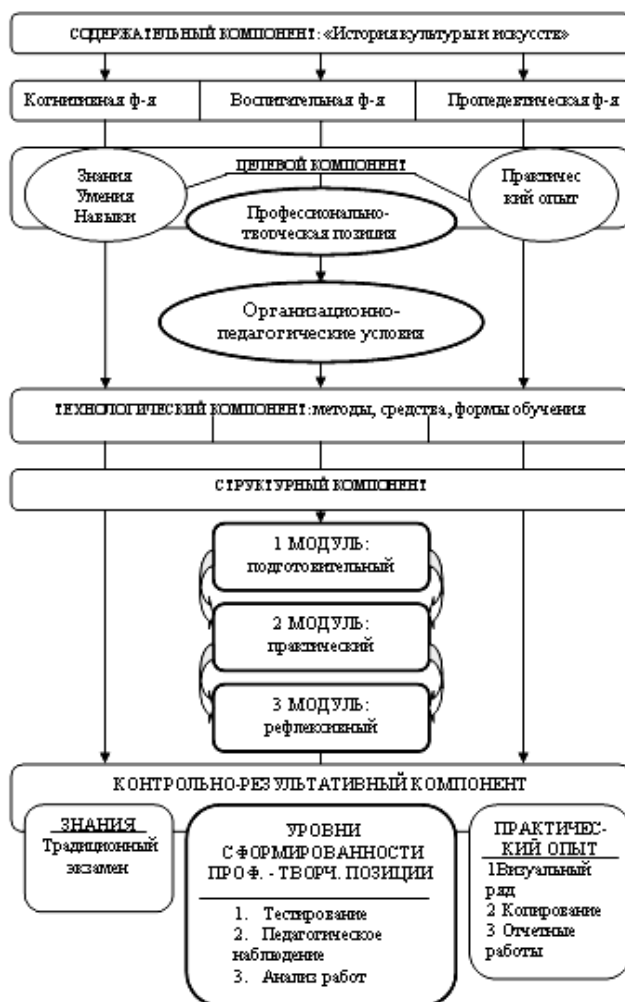 СОДЕРЖАТЕЛЬНЫЙ КОМПОНЕНТ: «История культуры и искусств»
Когнитивная ф-я
Воспитательная ф-я
Пропедевтическая ф-я
ЦЕЛЕВОЙ КОМПОНЕНТ
Знания
Умения
Навыки
Практичес
кий опыт
Профессионально-
творческая позиция
Организационно-
педагогические условия
ТЕХНОЛОГИЧЕСКИЙ КОМПОНЕНТ: методы, средства, формы обучения
СТРУКТУРНЫЙ КОМПОНЕНТ
1 МОДУЛЬ:
подготовительный
2 МОДУЛЬ:
практический
3 МОДУЛЬ:
рефлексивный
КОНТРОЛЬНО-РЕЗУЛЬТАТИВНЫЙ КОМПОНЕНТ
ЗНАНИЯ
Традиционный
экзамен
УРОВНИ
СФОРМИРОВАННОСТИ
ПРОФ. - ТВОРЧ. ПОЗИЦИИ
1. Тестирование
2. Педагогическое
наблюдение
3. Анализ работ
ПРАКТИЧЕС-
КИЙ ОПЫТ
1Визуальный
ряд
2 Копирование
3 Отчетные
работы